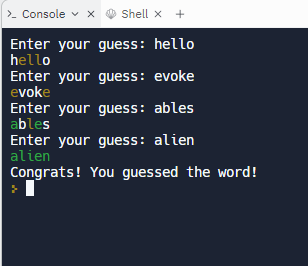 Console
Shell
Enter your guess: hello
hello
Enter your guess: evoke
evoke
Enter your guess: ables
ables
Enter your guess: alien
alien
Congrats! You guessed the word!